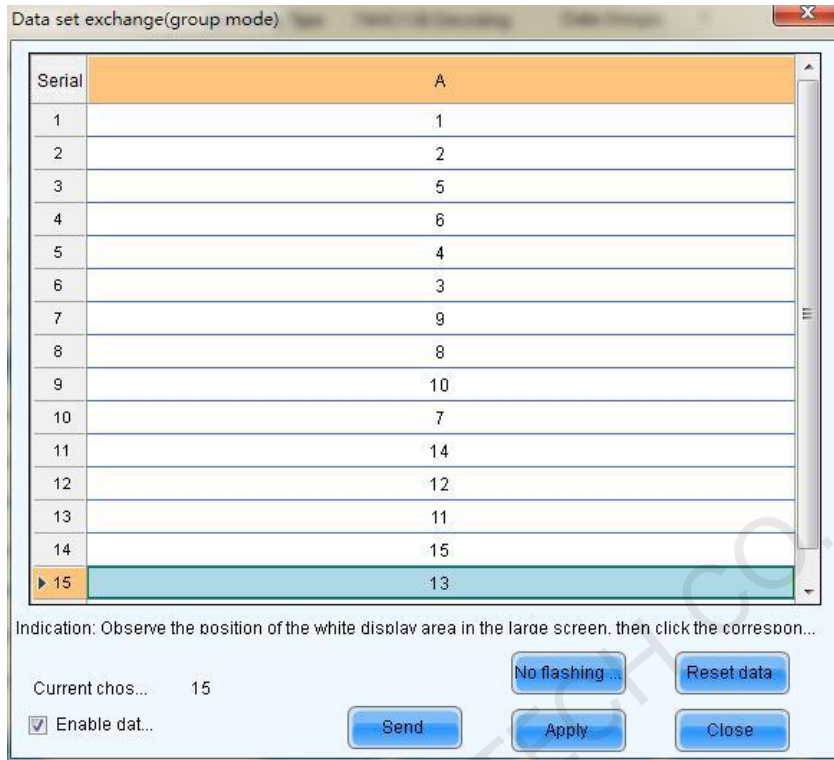 Data set exchange(group mode)
Serial A
1 1
2 2
3 5
4 6
5 4
6 3
7 9
8 8
9 10
10 7
11 14
12 12
13 11
14 15
15 13
Indication: Observe the position of the white display area in the large screen, then click the correspon...
No flashing ... Reset data
Current chos... 15
Enable dat... Send Apply Close
TECH CO.